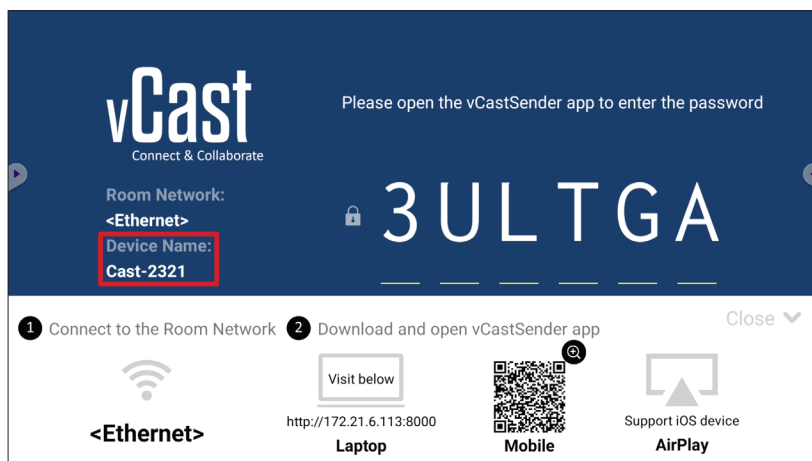 vCast
Connect & Collaborate
Please open the vCastSender app to enter the password
Room Network:
<Ethernet>
Device Name:
Cast-2321
3ULTGA
1 Connect to the Room Network
2 Download and open vCastSender app
Close
<Ethernet>
Visit below
http://172.21.6.113:8000
Laptop
Mobile
Support iOS device
AirPlay